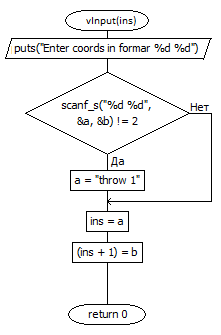 vInput(ins)
puts("Enter coords in formar %d %d")
scanf_s("%d %d",
&a, &b) != 2
Нет
Да
a = "throw 1"
ins = a
(ins + 1) = b
return 0